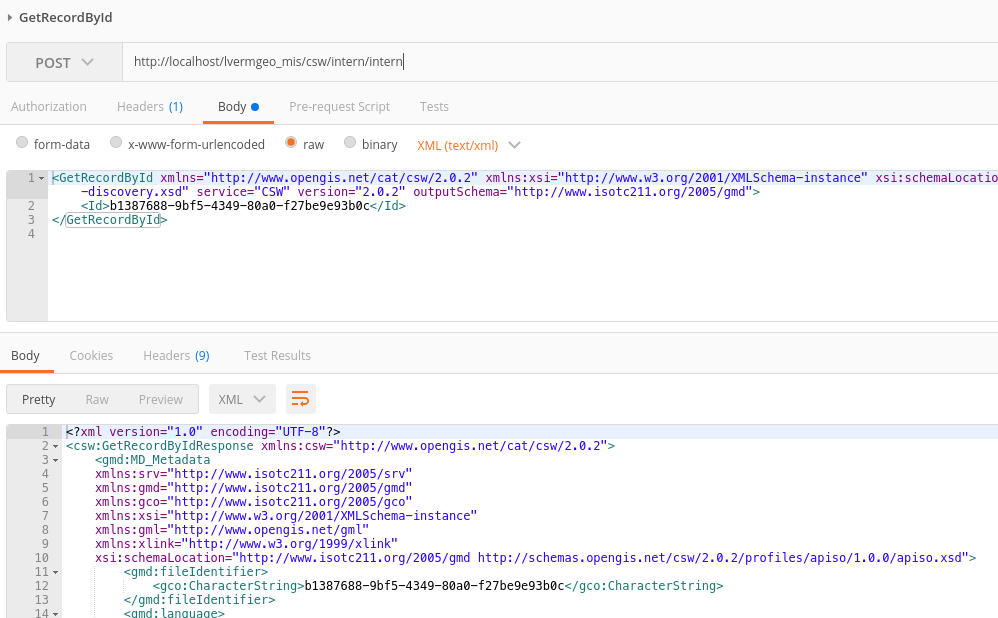 GetRecordById
POST http://localhost/lvermgeo_mis/csw/intern/intern
Authorization Headers (1) Body Pre-request Script Tests
form-data x-www-form-urlencoded raw binary XML (text/xml)
1 <GetRecordById xmlns="http://www.opengis.net/cat/csw/2.0.2" xmlns:xsi="http://www.w3.org/2001/XMLSchema-instance" xsi:schemaLocatio
-discovery.xsd" service="CSW" version="2.0.2" outputSchema="http://www.isotc211.org/2005/gmd">
2 <Id>b1387688-9bf5-4349-80a0-f27be9e93b0c</Id>
3 </GetRecordById>
4
Body Cookies Headers (9) Test Results
Pretty Raw Preview XML
1 <?xml version="1.0" encoding="UTF-8"?>
2 <csw:GetRecordByIdResponse xmlns:csw="http://www.opengis.net/cat/csw/2.0.2">
3 <gmd:MD_Metadata
4 xmlns:srv="http://www.isotc211.org/2005/srv"
5 xmlns:gmd="http://www.isotc211.org/2005/gmd"
6 xmlns:gco="http://www.isotc211.org/2005/gco"
7 xmlns:xsi="http://www.w3.org/2001/XMLSchema-instance"
8 xmlns:gml="http://www.opengis.net/gml"
9 xmlns:xlink="http://www.w3.org/1999/xlink"
10 xsi:schemaLocation="http://www.isotc211.org/2005/gmd http://schemas.opengis.net/csw/2.0.2/profiles/apiso/1.0.0/apiso.xsd">
11 <gmd:fileIdentifier>
12 <gco:CharacterString>b1387688-9bf5-4349-80a0-f27be9e93b0c</gco:CharacterString>
13 </gmd:fileIdentifier>
14 <gmd:language>